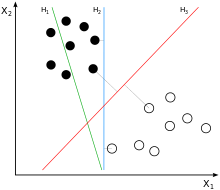 X₂
H₁ H₂ H₃
X₁